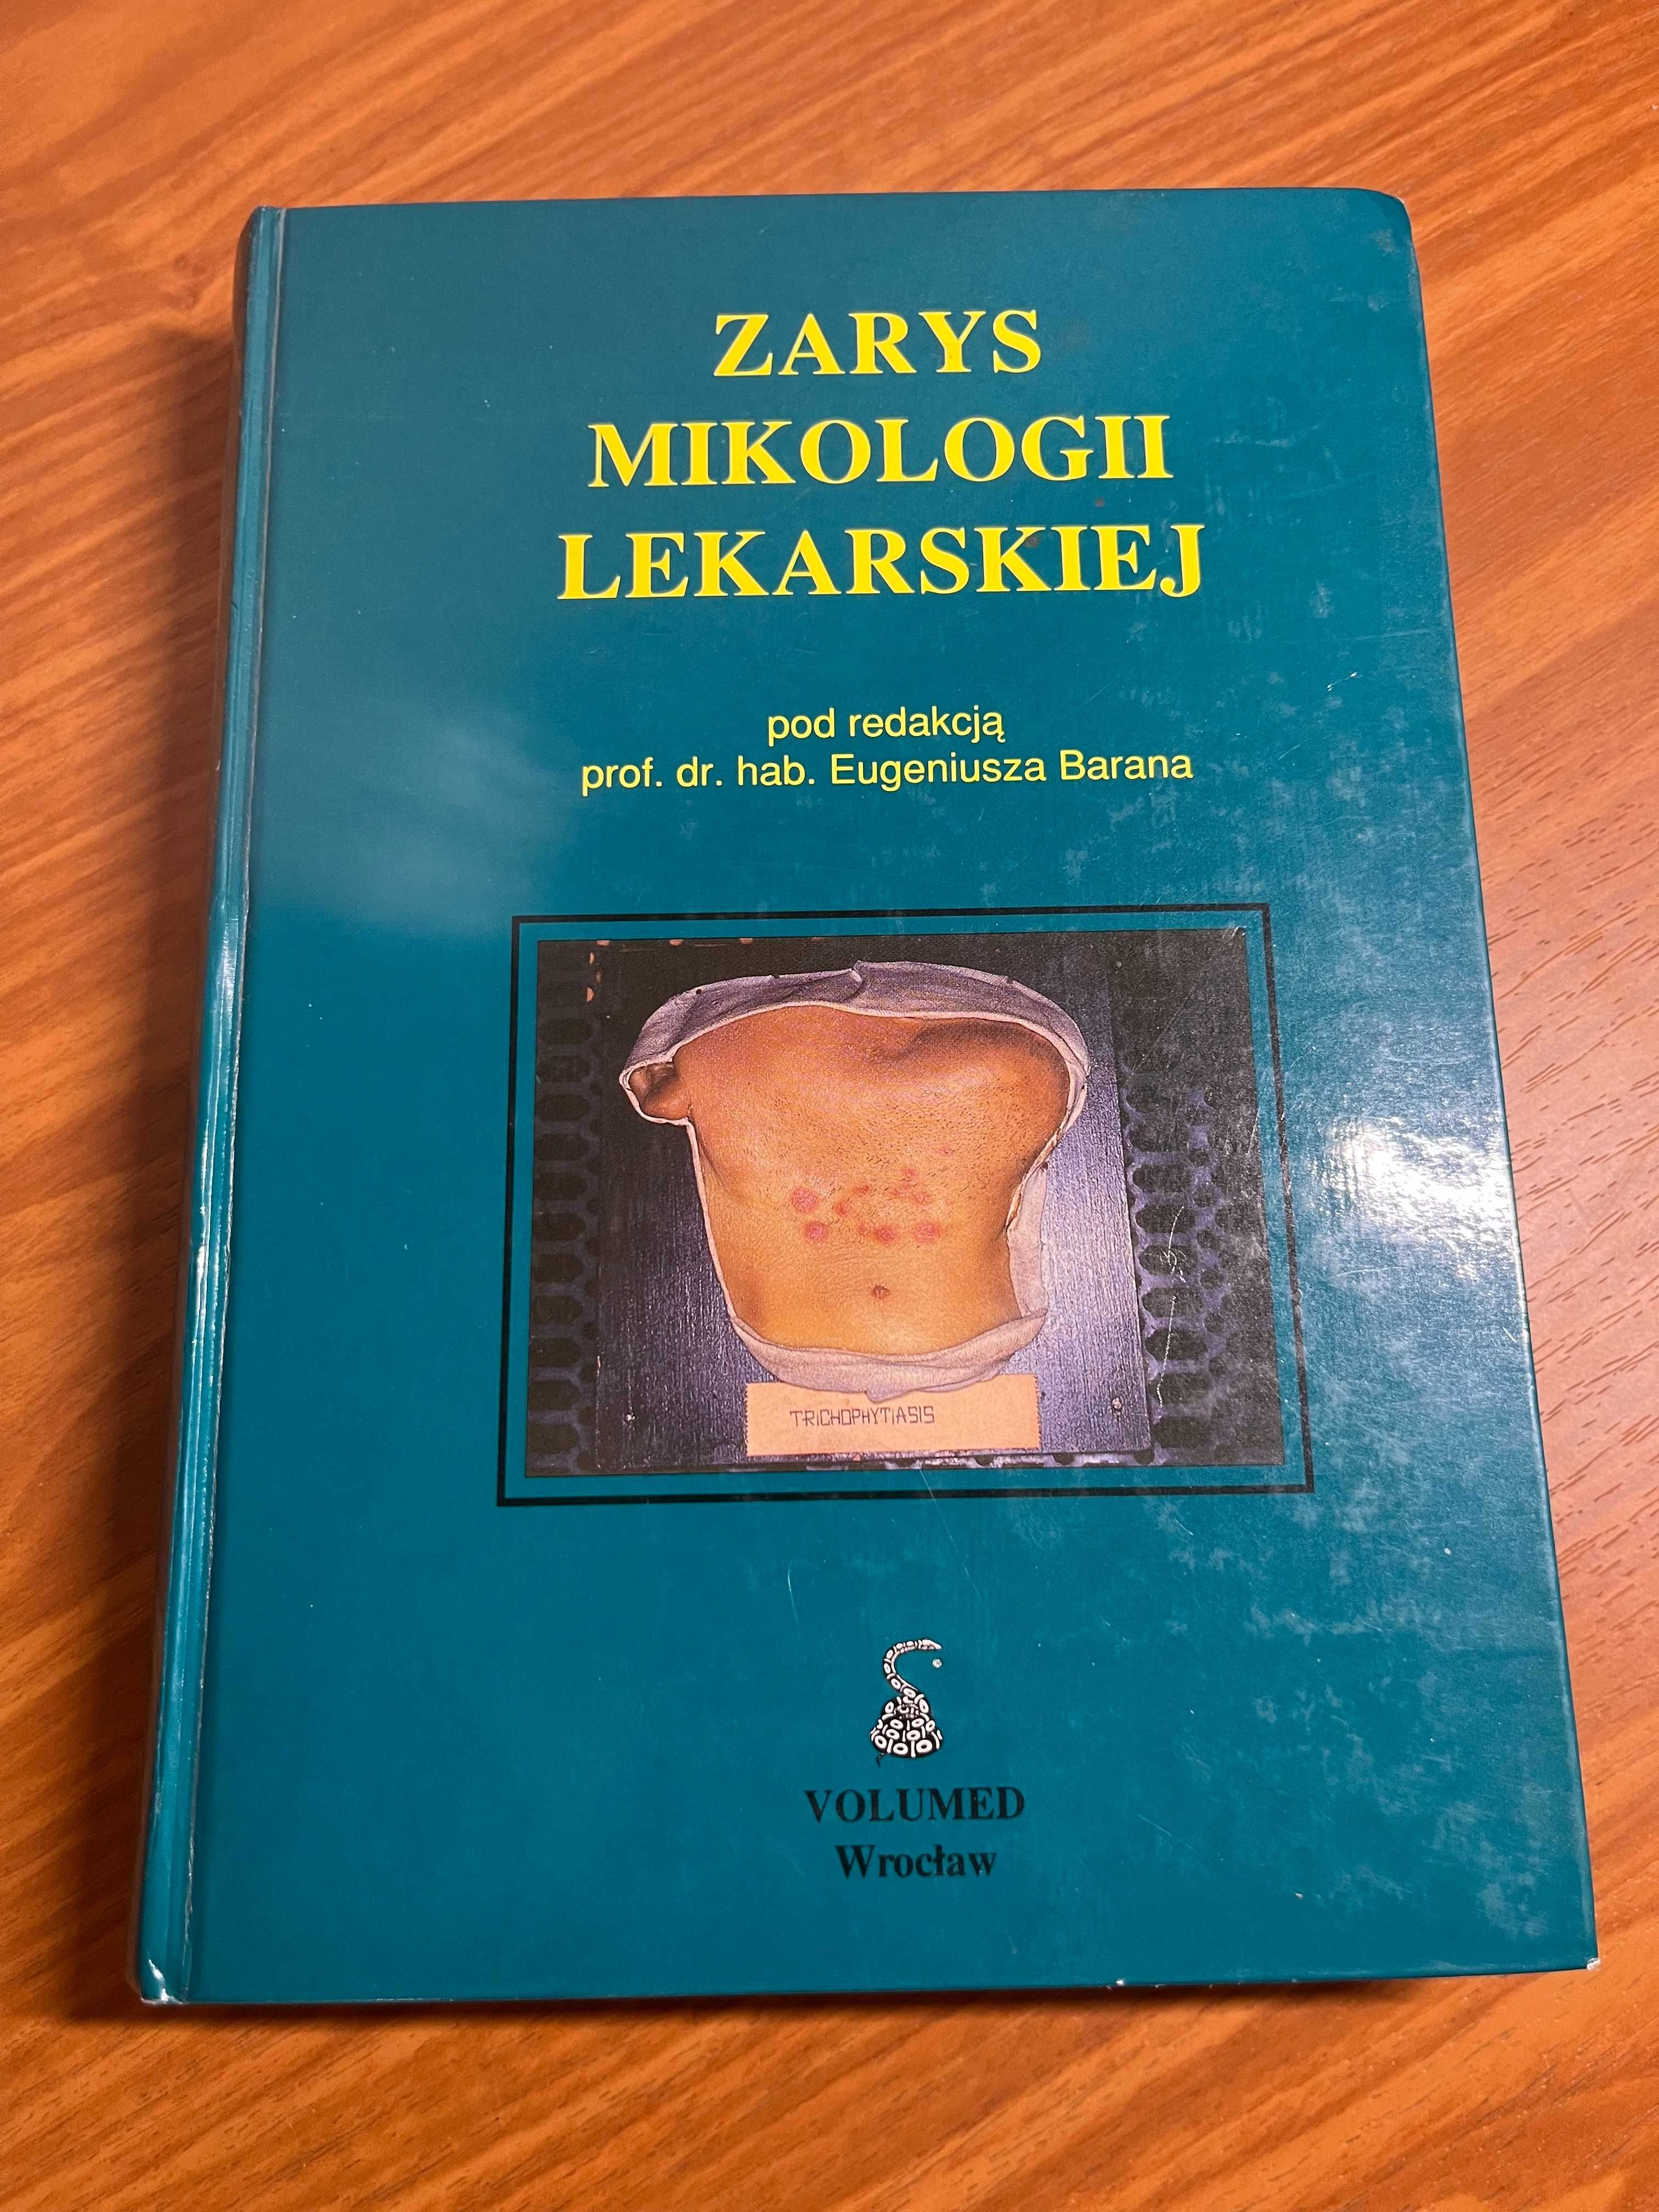 ZARYS
MIKOLOGII
LEKARSKIEJ
pod redakcją
prof. dr. hab. Eugeniusza Barana
TRICHOPHYTIASIS
VOLUMED
Wrocław